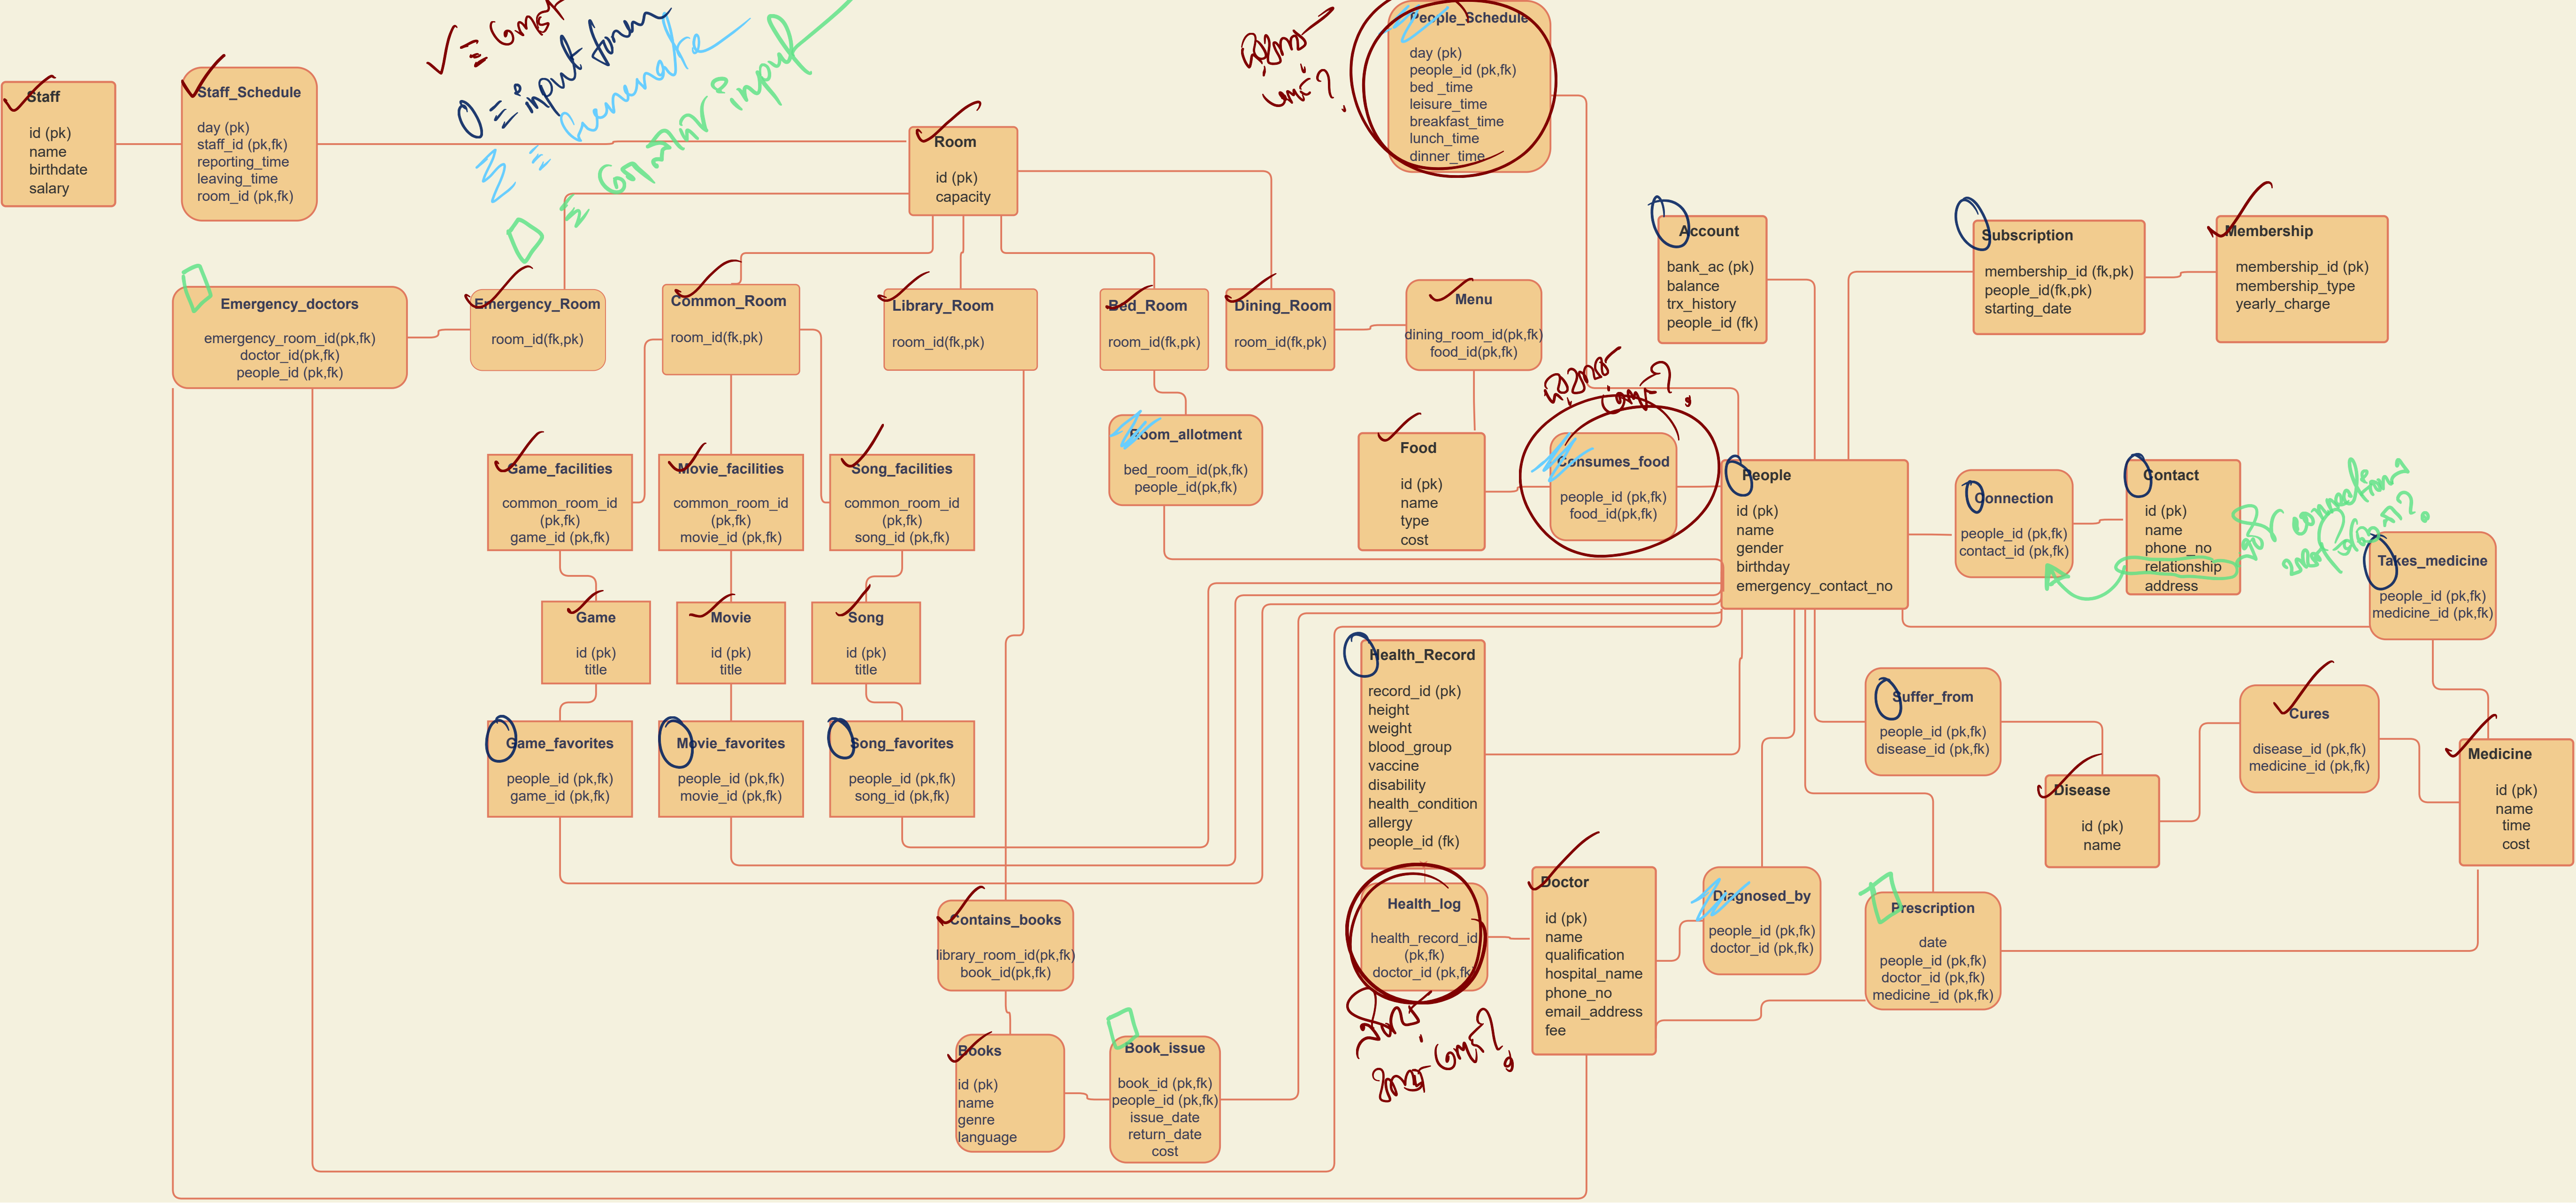 Staff
id (pk)
name
birthdate
salary
Staff_Schedule
day (pk)
staff_id (pk,fk)
reporting_time
leaving_time
room_id (pk,fk)
O ≡ input form
≡ Generate
input
Room
id (pk)
capacity
People_Schedule
day (pk)
people_id (pk,fk)
bed _time
leisure_time
breakfast_time
lunch_time
dinner_time
Account
bank_ac (pk)
balance
trx_history
people_id (fk)
Subscription
membership_id (fk,pk)
people_id(fk,pk)
starting_date
Membership
membership_id (pk)
membership_type
yearly_charge
Emergency_doctors
emergency_room_id(pk,fk)
doctor_id(pk,fk)
people_id (pk,fk)
Emergency_Room
room_id(fk,pk)
Common_Room
room_id(fk,pk)
Library_Room
room_id(fk,pk)
Bed_Room
room_id(fk,pk)
Dining_Room
room_id(fk,pk)
Menu
dining_room_id(pk,fk)
food_id(pk,fk)
Room_allotment
bed_room_id(pk,fk)
people_id(pk,fk)
Food
id (pk)
name
type
cost
Consumes_food
people_id (pk,fk)
food_id(pk,fk)
People
id (pk)
name
gender
birthday
emergency_contact_no
Connection
people_id (pk,fk)
contact_id (pk,fk)
Contact
id (pk)
name
phone_no
relationship
address
connection
Takes_medicine
people_id (pk,fk)
medicine_id (pk,fk)
Game_facilities
common_room_id
(pk,fk)
game_id (pk,fk)
Movie_facilities
common_room_id
(pk,fk)
movie_id (pk,fk)
Song_facilities
common_room_id
(pk,fk)
song_id (pk,fk)
Game
id (pk)
title
Movie
id (pk)
title
Song
id (pk)
title
Game_favorites
people_id (pk,fk)
game_id (pk,fk)
Movie_favorites
people_id (pk,fk)
movie_id (pk,fk)
Song_favorites
people_id (pk,fk)
song_id (pk,fk)
Health_Record
record_id (pk)
height
weight
blood_group
vaccine
disability
health_condition
allergy
people_id (fk)
Suffer_from
people_id (pk,fk)
disease_id (pk,fk)
Cures
disease_id (pk,fk)
medicine_id (pk,fk)
Medicine
id (pk)
name
time
cost
Disease
id (pk)
name
Health_log
health_record_id
(pk,fk)
doctor_id (pk,fk)
Doctor
id (pk)
name
qualification
hospital_name
phone_no
email_address
fee
Diagnosed_by
people_id (pk,fk)
doctor_id (pk,fk)
Prescription
date
people_id (pk,fk)
doctor_id (pk,fk)
medicine_id (pk,fk)
Contains_books
library_room_id(pk,fk)
book_id(pk,fk)
Books
id (pk)
name
genre
language
Book_issue
book_id (pk,fk)
people_id (pk,fk)
issue_date
return_date
cost